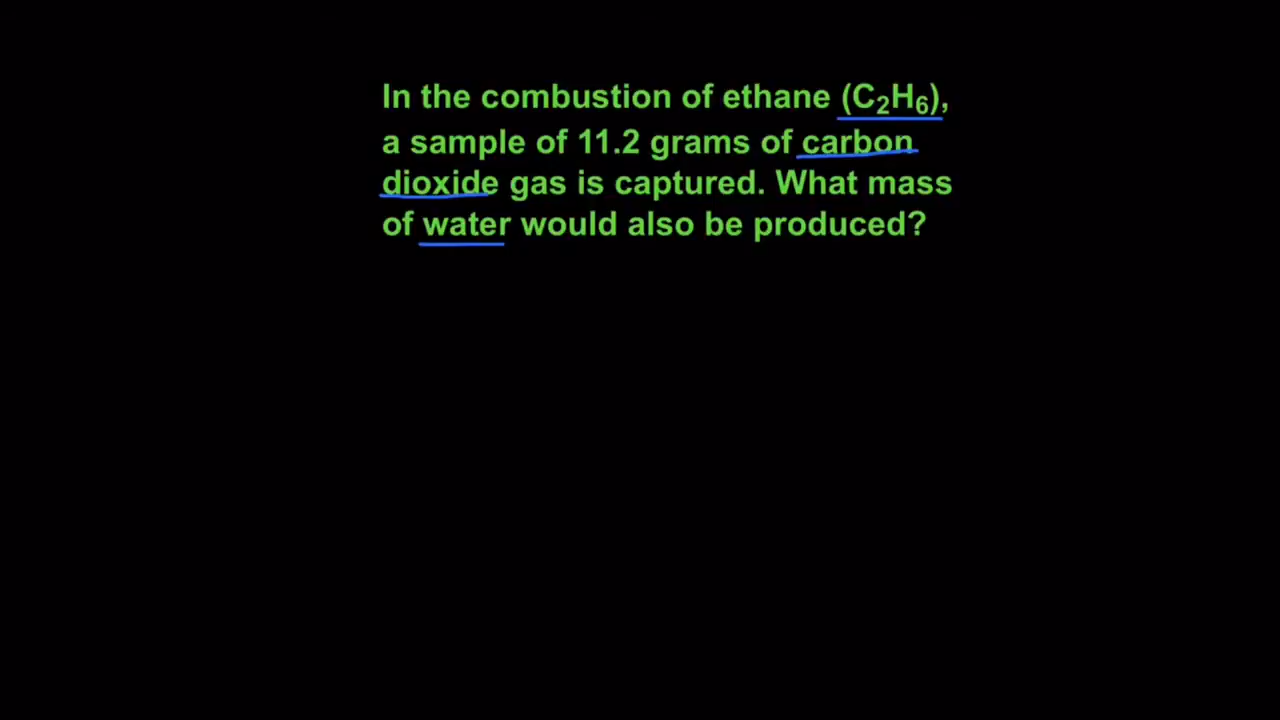 In the combustion of ethane (C₂H₆),
a sample of 11.2 grams of carbon
dioxide gas is captured. What mass
of water would also be produced?